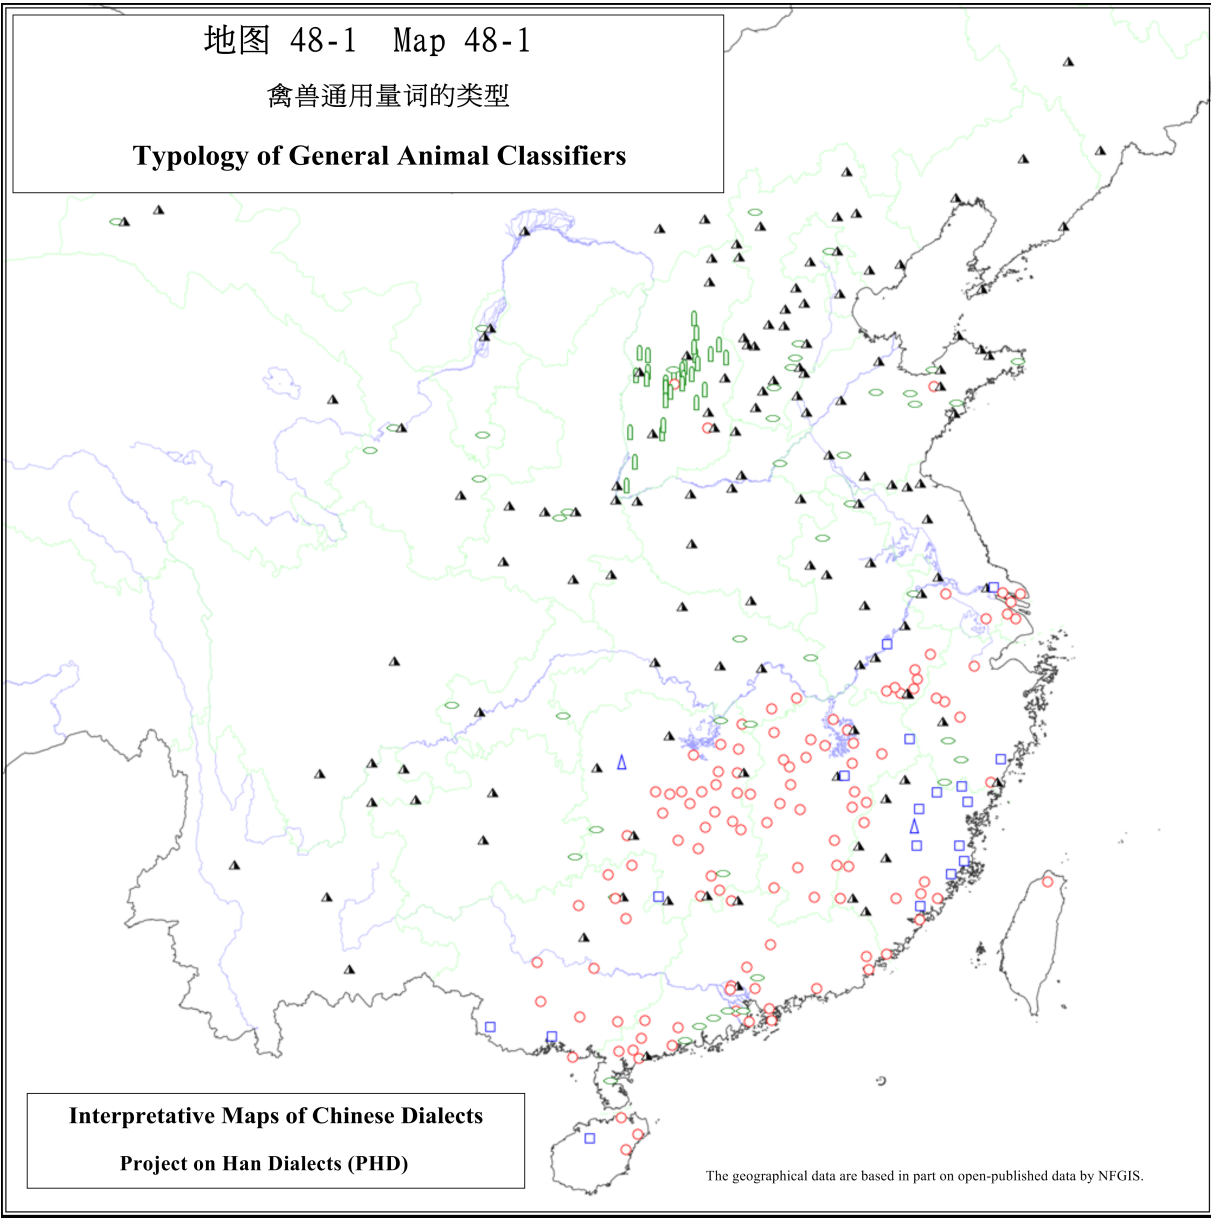 地图 48-1 Map 48-1
禽兽通用量词的类型
Typology of General Animal Classifiers
Interpretative Maps of Chinese Dialects
Project on Han Dialects (PHD)
The geographical data are based in part on open-published data by NFGIS.